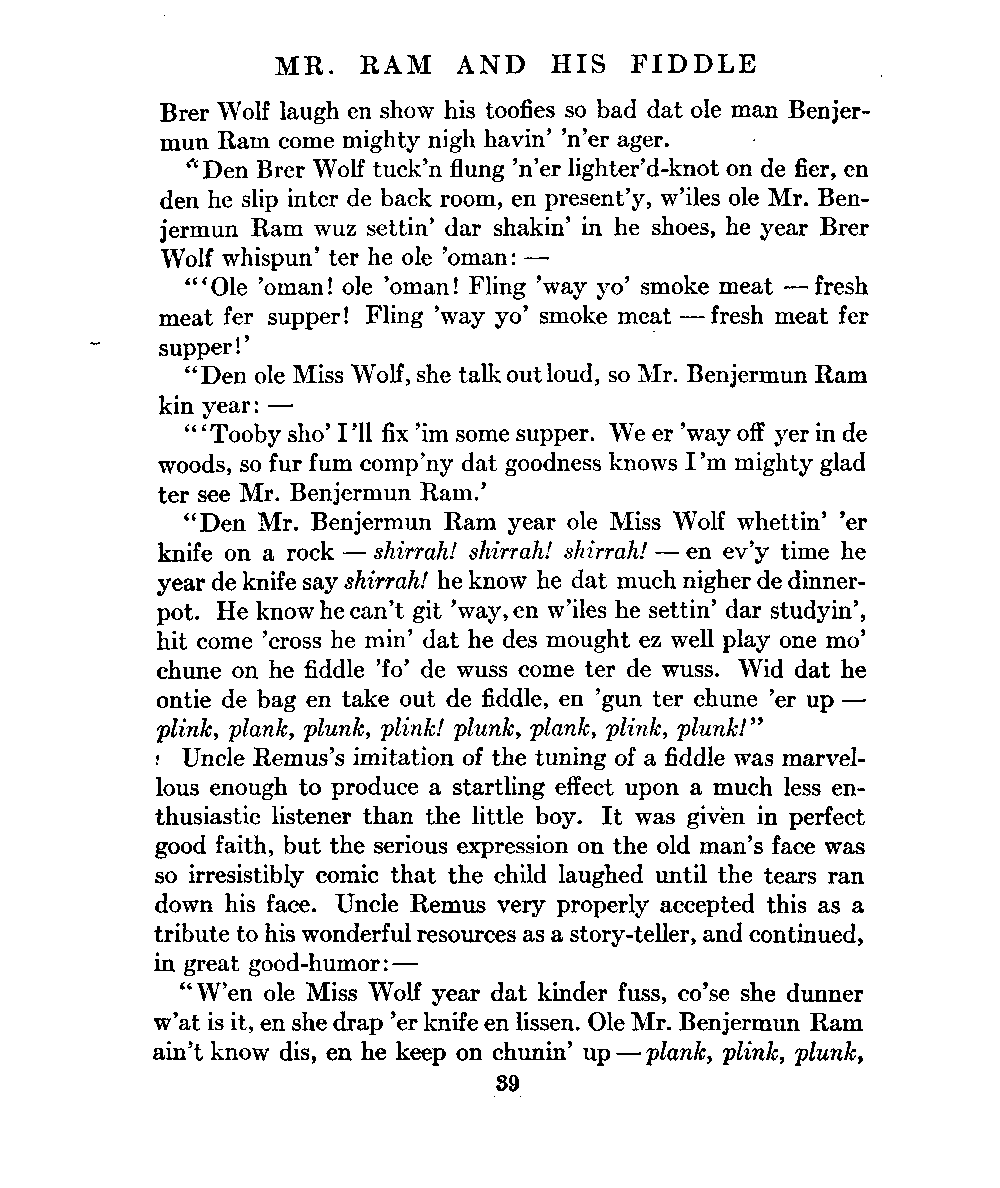 MR. RAM AND HIS FIDDLE
Brer Wolf laugh en show his toofies so bad dat ole man Benjer-
mun Ram come mighty nigh havin' 'n'er ager.
“Den Brer Wolf tuck'n flung 'n'er lighter'd-knot on de fier, en
den he slip inter de back room, en present'y, w'iles ole Mr. Ben-
jermun Ram wuz settin' dar shakin' in he shoes, he year Brer
Wolf whispun' ter he ole 'oman: —
“‘Ole 'oman! ole 'oman! Fling 'way yo' smoke meat — fresh
meat fer supper! Fling 'way yo' smoke meat — fresh meat fer
supper!’
“Den ole Miss Wolf, she talk out loud, so Mr. Benjermun Ram
kin year: —
“‘Tooby sho' I'll fix 'im some supper. We er 'way off yer in de
woods, so fur fum comp'ny dat goodness knows I'm mighty glad
ter see Mr. Benjermun Ram.’
“Den Mr. Benjermun Ram year ole Miss Wolf whettin' 'er
knife on a rock — shirrah! shirrah! shirrah! — en ev'y time he
year de knife say shirrah! he know he dat much nigher de dinner-
pot. He know he can't git 'way, en w'iles he settin' dar studyin',
hit come 'cross he min' dat he des mought ez well play one mo'
chune on he fiddle 'fo' de wuss come ter de wuss. Wid dat he
ontie de bag en take out de fiddle, en 'gun ter chune 'er up —
plink, plank, plunk, plink! plunk, plank, plink, plunk!”
Uncle Remus's imitation of the tuning of a fiddle was marvel-
lous enough to produce a startling effect upon a much less en-
thusiastic listener than the little boy. It was given in perfect
good faith, but the serious expression on the old man's face was
so irresistibly comic that the child laughed until the tears ran
down his face. Uncle Remus very properly accepted this as a
tribute to his wonderful resources as a story-teller, and continued,
in great good-humor: —
“W'en ole Miss Wolf year dat kinder fuss, co'se she dunner
w'at is it, en she drap 'er knife en lissen. Ole Mr. Benjermun Ram
ain't know dis, en he keep on chunin' up — plank, plink, plunk,
39